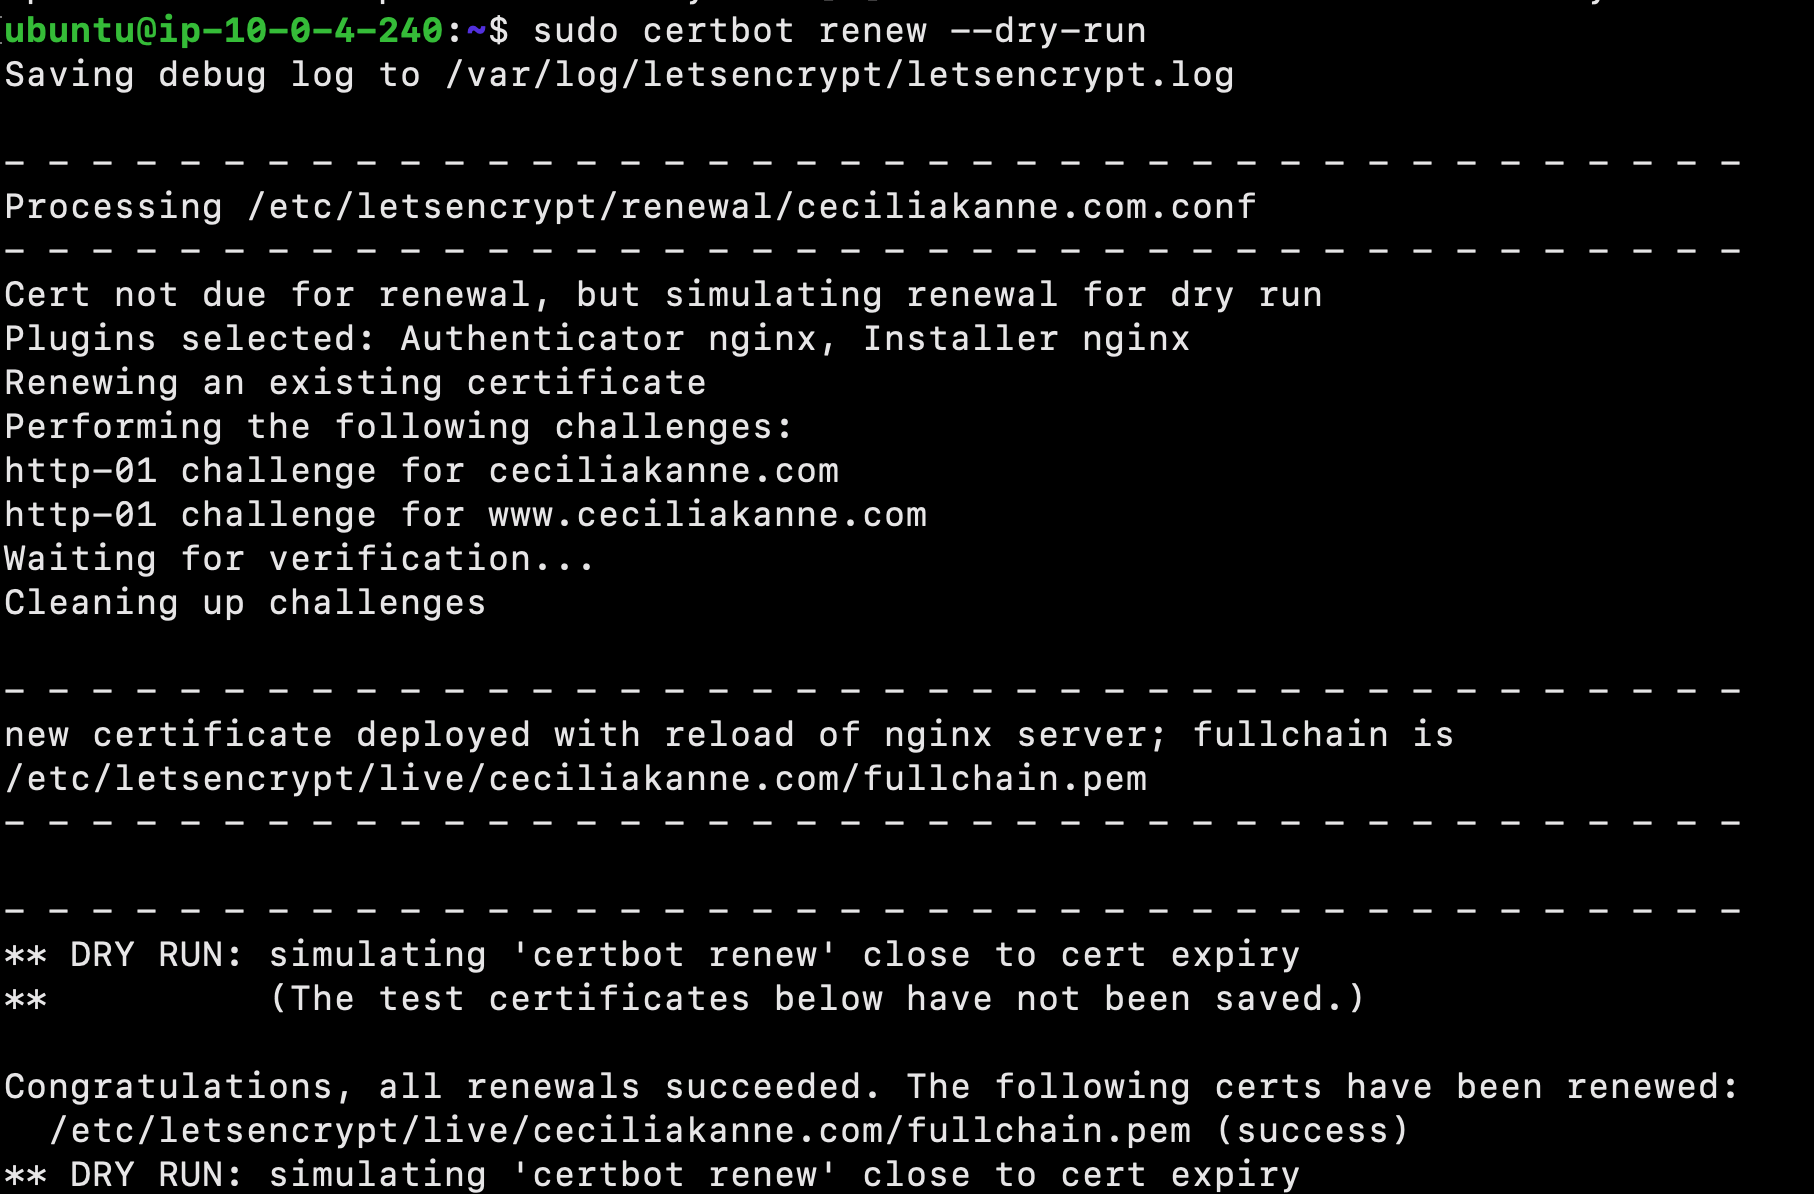 ubuntu@ip-10-0-4-240:~$ sudo certbot renew --dry-run
Saving debug log to /var/log/letsencrypt/letsencrypt.log
- - - - - - - - - - - - - - - - - - - - - - - - - - - - - - - - - - - - - - - -
Processing /etc/letsencrypt/renewal/ceciliakanne.com.conf
- - - - - - - - - - - - - - - - - - - - - - - - - - - - - - - - - - - - - - - -
Cert not due for renewal, but simulating renewal for dry run
Plugins selected: Authenticator nginx, Installer nginx
Renewing an existing certificate
Performing the following challenges:
http-01 challenge for ceciliakanne.com
http-01 challenge for www.ceciliakanne.com
Waiting for verification...
Cleaning up challenges
- - - - - - - - - - - - - - - - - - - - - - - - - - - - - - - - - - - - - - - -
new certificate deployed with reload of nginx server; fullchain is
/etc/letsencrypt/live/ceciliakanne.com/fullchain.pem
- - - - - - - - - - - - - - - - - - - - - - - - - - - - - - - - - - - - - - - -
- - - - - - - - - - - - - - - - - - - - - - - - - - - - - - - - - - - - - - - -
** DRY RUN: simulating 'certbot renew' close to cert expiry
**          (The test certificates below have not been saved.)
Congratulations, all renewals succeeded. The following certs have been renewed:
  /etc/letsencrypt/live/ceciliakanne.com/fullchain.pem (success)
** DRY RUN: simulating 'certbot renew' close to cert expiry